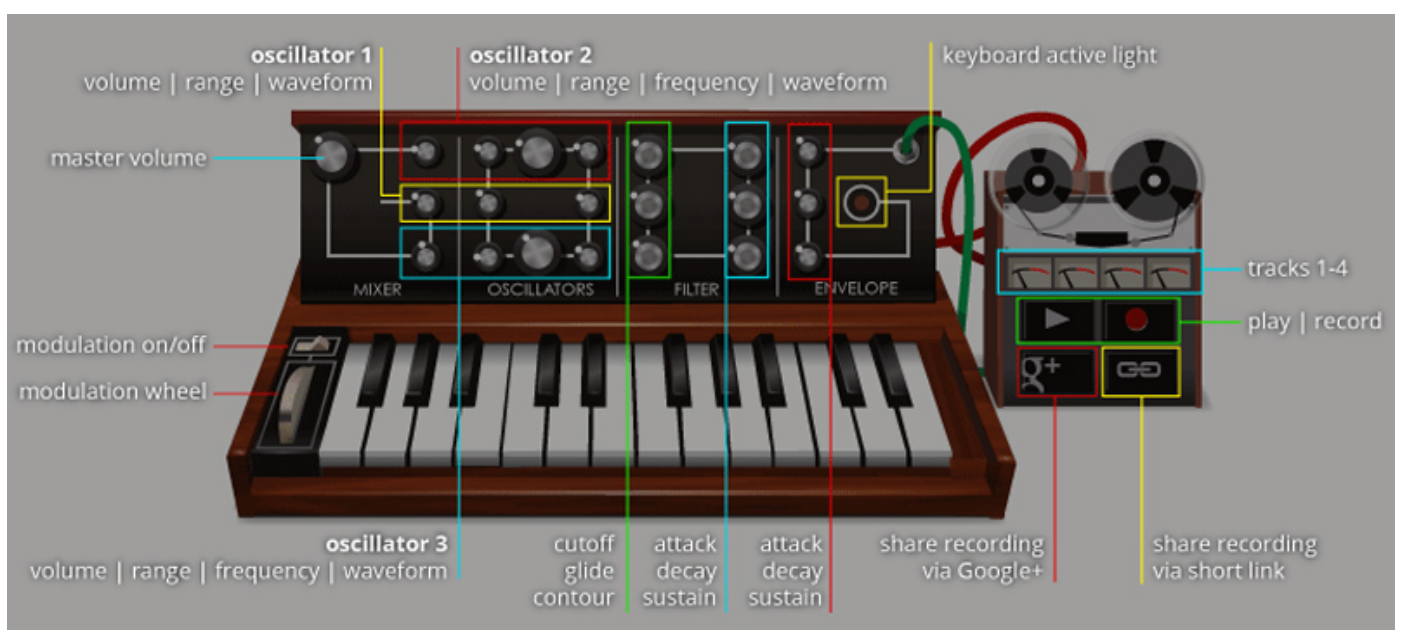 oscillator 1
volume | range | waveform
oscillator 2
volume | range | frequency | waveform
keyboard active light
master volume
MIXER
OSCILLATORS
FILTER
ENVELOPE
tracks 1-4
play | record
g+
modulation on/off
modulation wheel
oscillator 3
volume | range | frequency | waveform
cutoff
glide
contour
attack
decay
sustain
attack
decay
sustain
share recording
via Google+
share recording
via short link